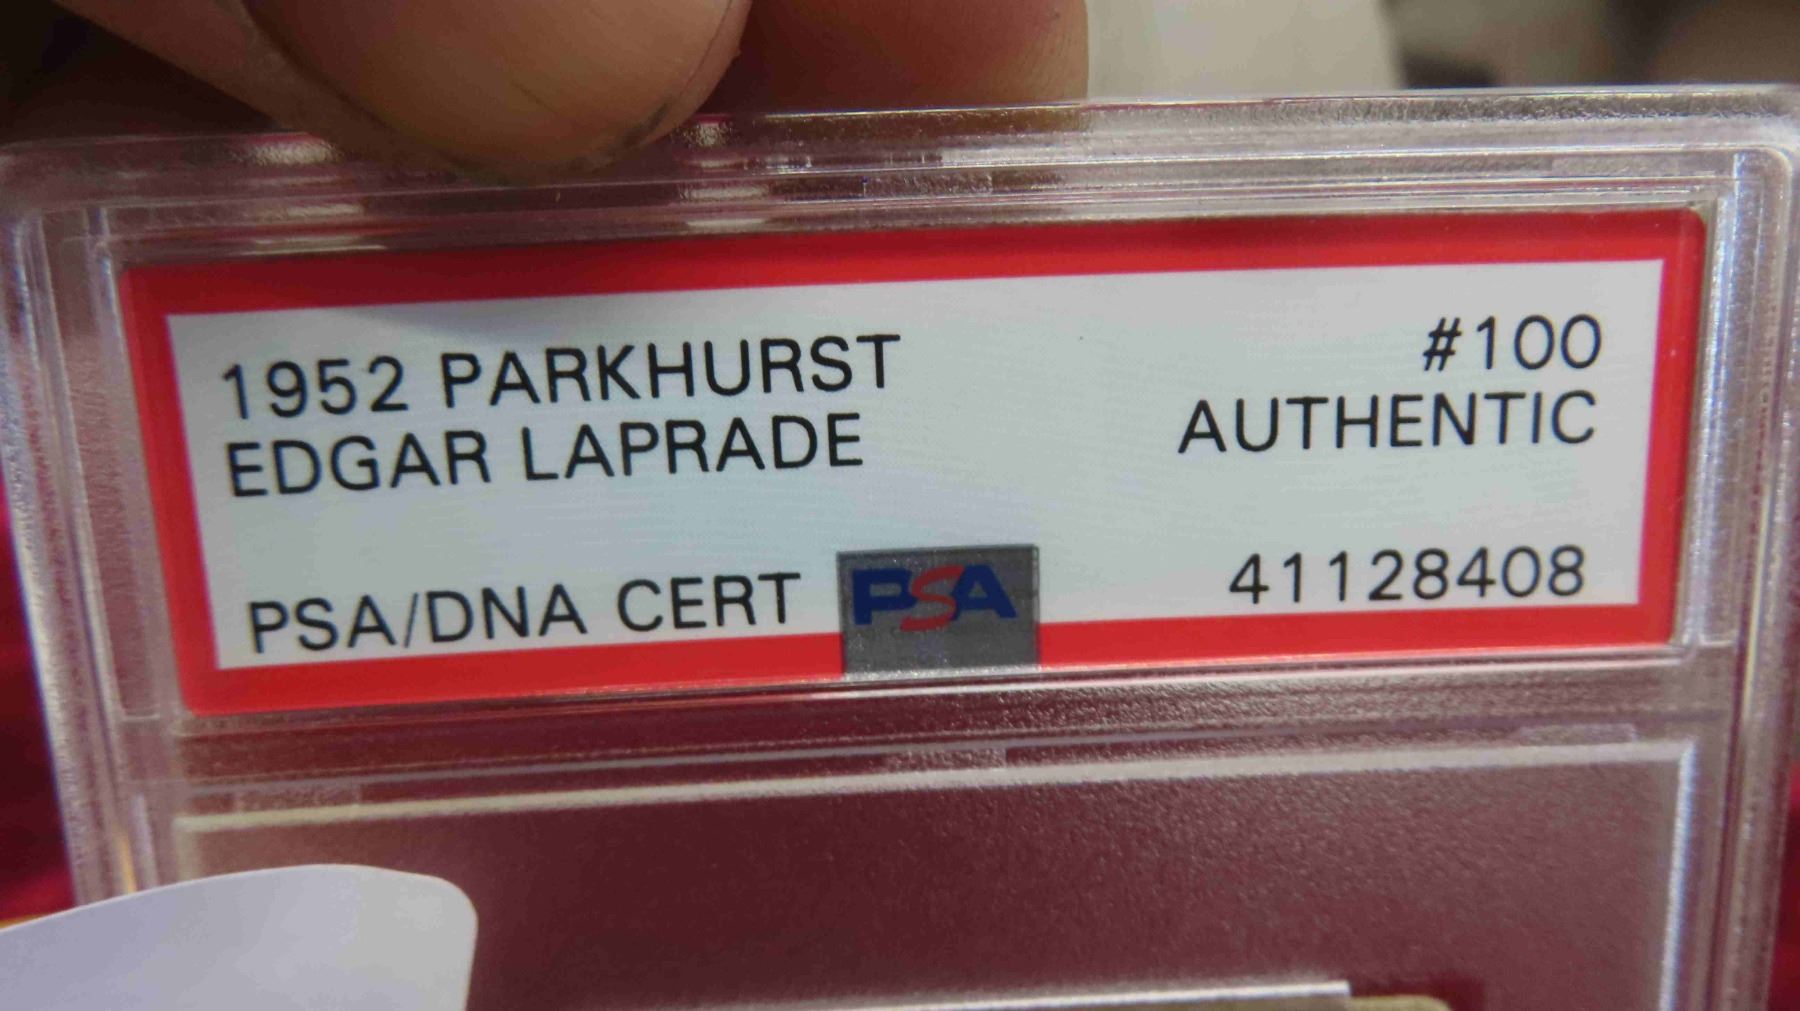 1952 PARKHURST #100
EDGAR LAPRADE AUTHENTIC
PSA/DNA CERT PSA 41128408